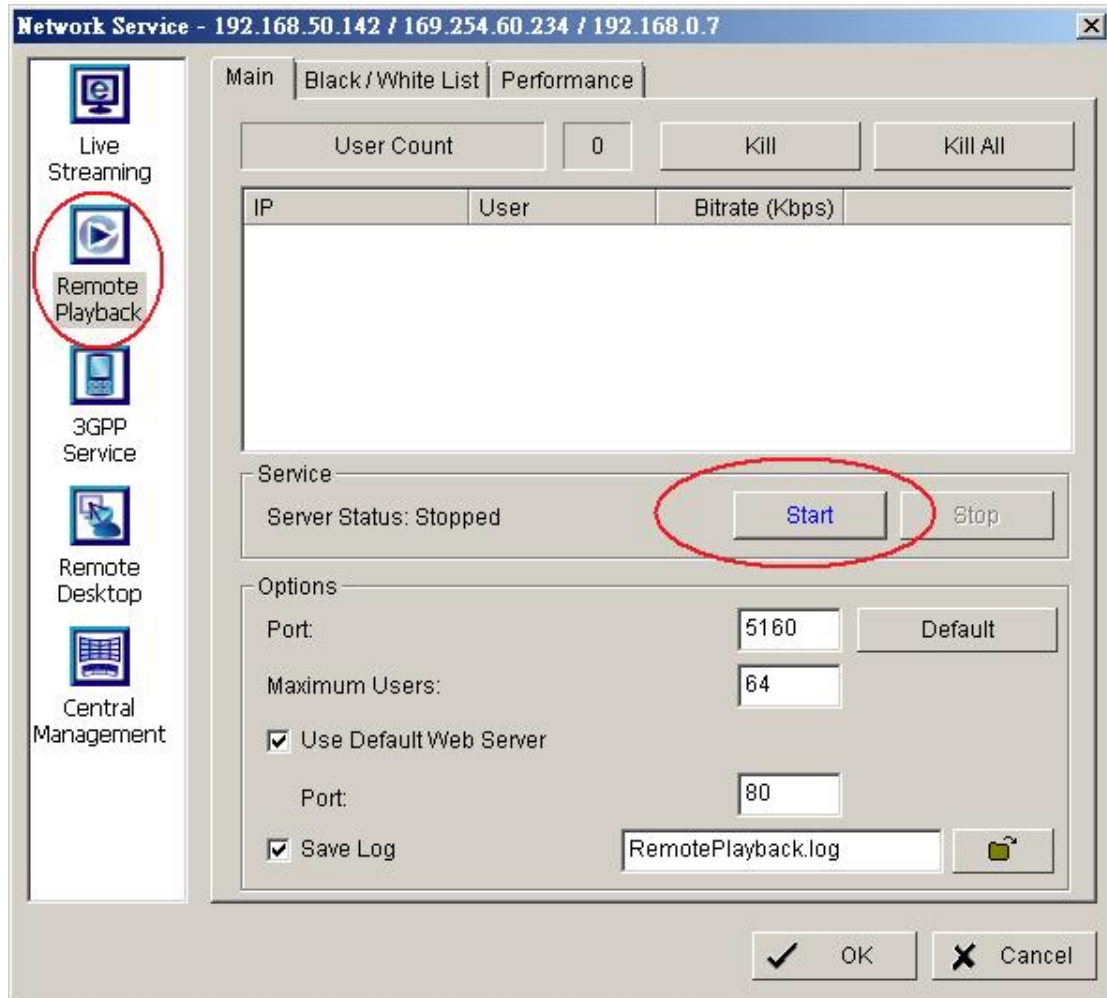 Network Service - 192.168.50.142 / 169.254.60.234 / 192.168.0.7
Live
Streaming
Remote
Playback
3GPP
Service
Remote
Desktop
Central
Management
Main
Black / White List
Performance
User Count
0
Kill
Kill All
IP
User
Bitrate (Kbps)
Service
Server Status: Stopped
Start
Stop
Options
Port:
5160
Default
Maximum Users:
64
Use Default Web Server
Port:
80
Save Log
RemotePlayback.log
OK
Cancel